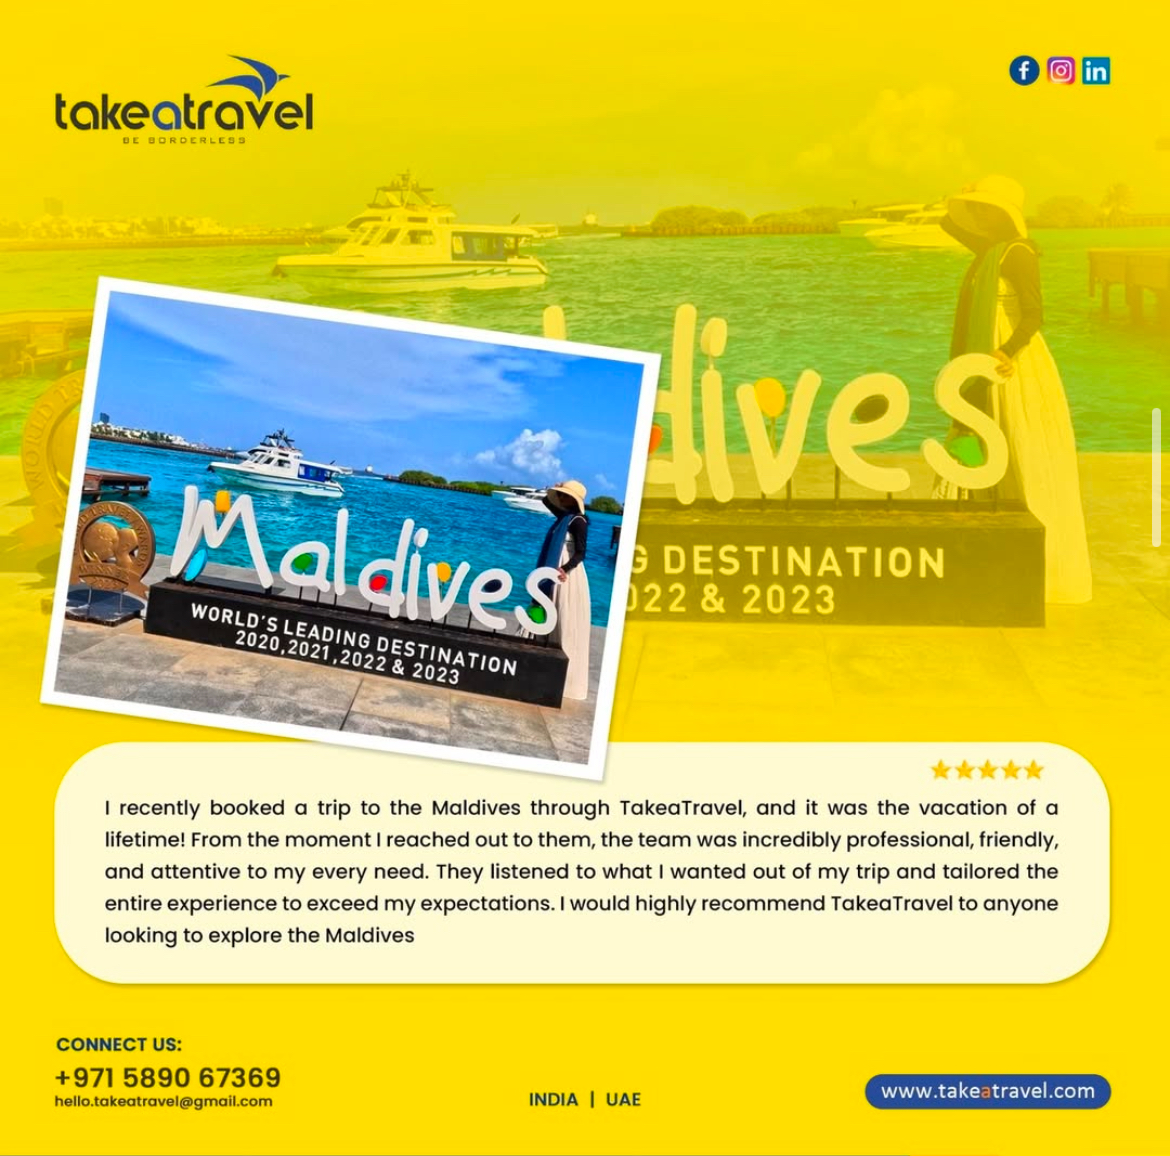 takeatravel
BE BORDERLESS
f
in
dives
G DESTINATION
022 & 2023
Maldives
WORLD'S LEADING DESTINATION
2020,2021,2022 & 2023
I recently booked a trip to the Maldives through TakeaTravel, and it was the vacation of a
lifetime! From the moment I reached out to them, the team was incredibly professional, friendly,
and attentive to my every need. They listened to what I wanted out of my trip and tailored the
entire experience to exceed my expectations. I would highly recommend TakeaTravel to anyone
looking to explore the Maldives
CONNECT US:
+971 5890 67369
hello.takeatravel@gmail.com
INDIA | UAE
www.takeatravel.com